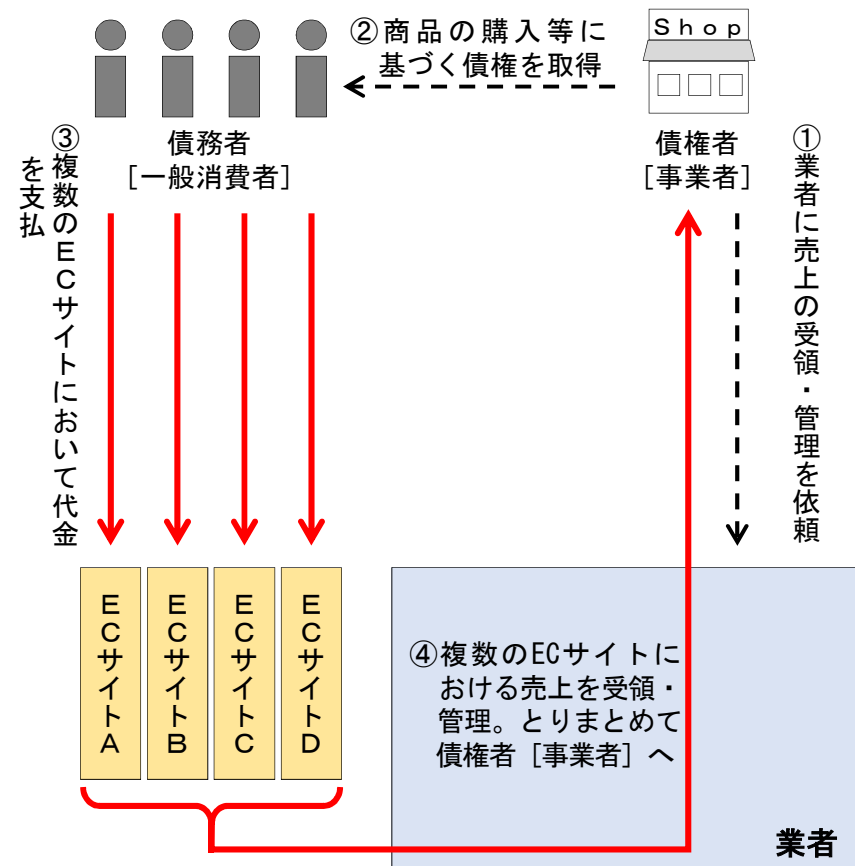 Shop
②商品の購入等に
基づく債権を取得
債務者
[一般消費者]
債権者
[事業者]
①業者に売上の受領・管理を依頼
③複数のECサイトにおいて代金
を支払
ECサイトA
ECサイトB
ECサイトC
ECサイトD
④複数のECサイトに
おける売上を受領・
管理。とりまとめて
債権者[事業者]へ
業者